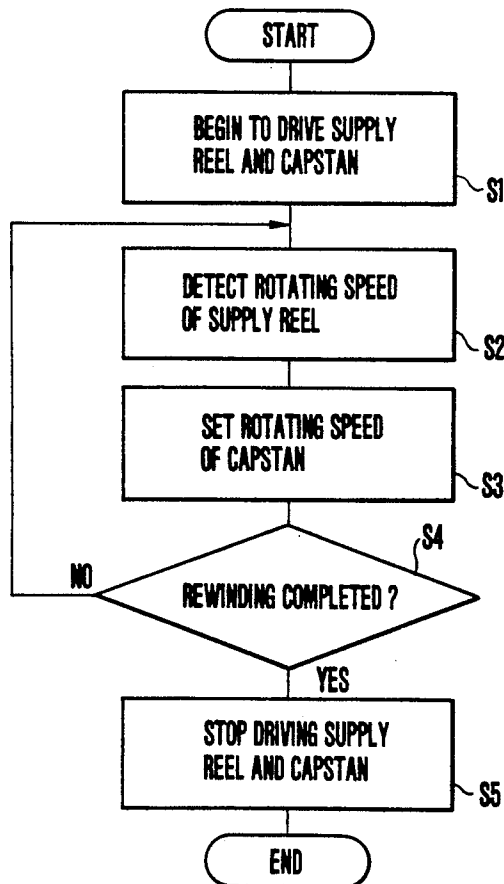 START
BEGIN TO DRIVE SUPPLY
REEL AND CAPSTAN
S1
DETECT ROTATING SPEED
OF SUPPLY REEL
S2
SET ROTATING SPEED
OF CAPSTAN
S3
S4
NO
REWINDING COMPLETED ?
YES
STOP DRIVING SUPPLY
REEL AND CAPSTAN
S5
END